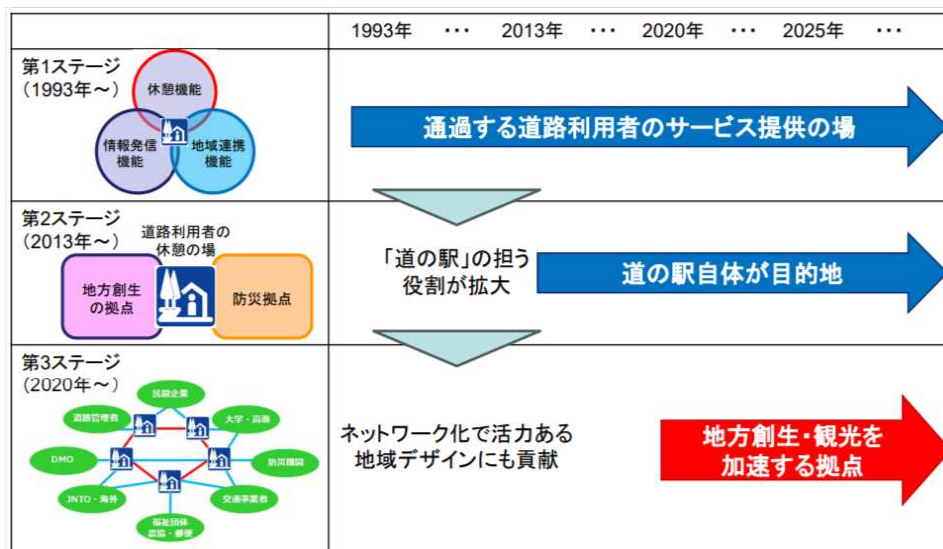 1993年 ・・・ 2013年 ・・・ 2020年 ・・・ 2025年 ・・・
第1ステージ
(1993年～)
休憩機能
情報発信
機能
地域連携
機能
通過する道路利用者のサービス提供の場
第2ステージ
(2013年～)
道路利用者の
休憩の場
地方創生
の拠点
防災拠点
「道の駅」の担う
役割が拡大
道の駅自体が目的地
第3ステージ
(2020年～)
民間企業
道路管理者
大学・高専
DMO
防災機関
JNTO・海外
交通事業者
福祉団体
農協・郵便
ネットワーク化で活力ある
地域デザインにも貢献
地方創生・観光を
加速する拠点